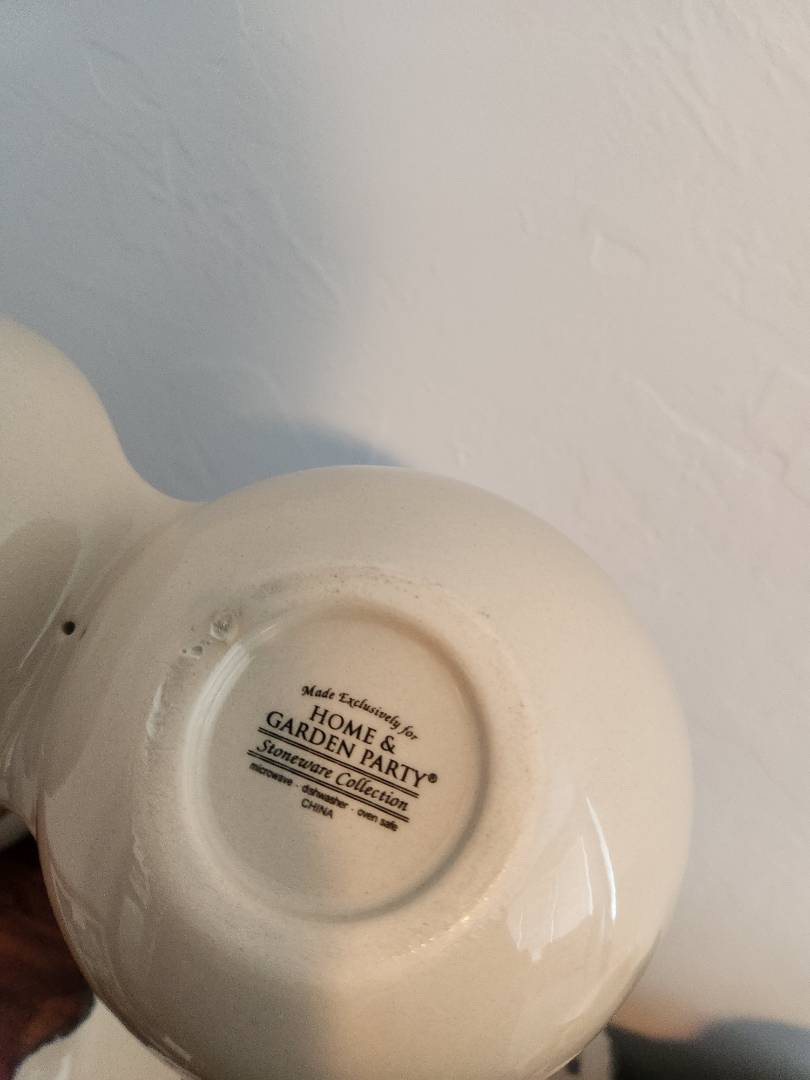 Made Exclusively for
HOME &
GARDEN PARTY®
Stoneware Collection
microwave · dishwasher · oven safe
CHINA